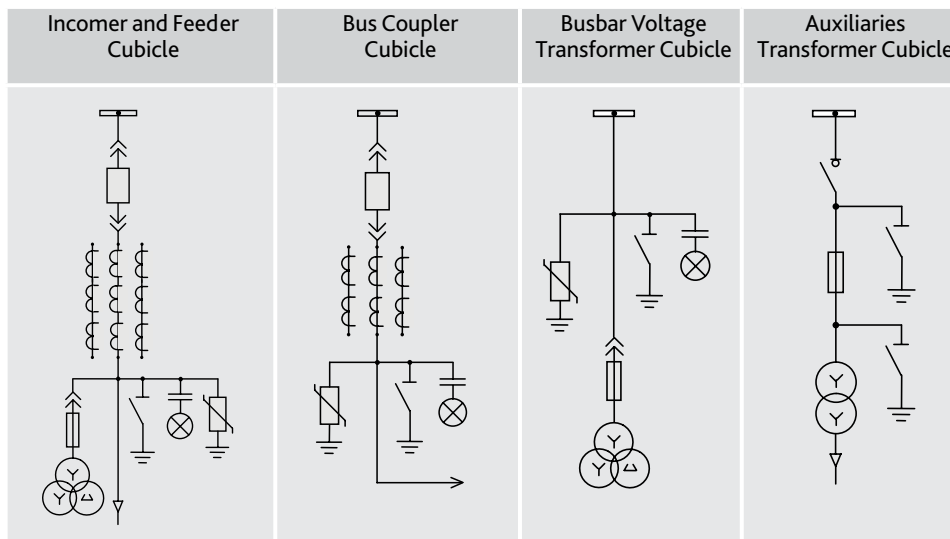 Incomer and Feeder
Cubicle
Bus Coupler
Cubicle
Busbar Voltage
Transformer Cubicle
Auxiliaries
Transformer Cubicle
Y
Y
Y
Y
Y
Y